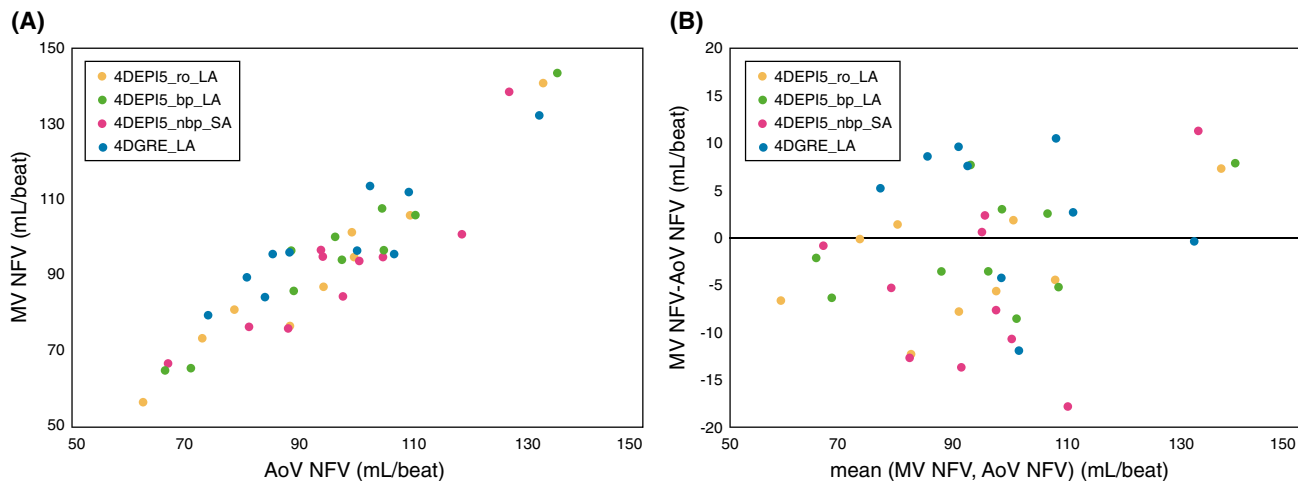 (A)
150
130
110
90
70
50
MV NFV (mL/beat)
4DEPI5_ro_LA
4DEPI5_bp_LA
4DEPI5_nbp_SA
4DGRE_LA
50 70 90 110 130 150
AoV NFV (mL/beat)
(B)
20
15
10
5
0
-5
-10
-15
-20
MV NFV-AoV NFV (mL/beat)
4DEPI5_ro_LA
4DEPI5_bp_LA
4DEPI5_nbp_SA
4DGRE_LA
50 70 90 110 130 150
mean (MV NFV, AoV NFV) (mL/beat)